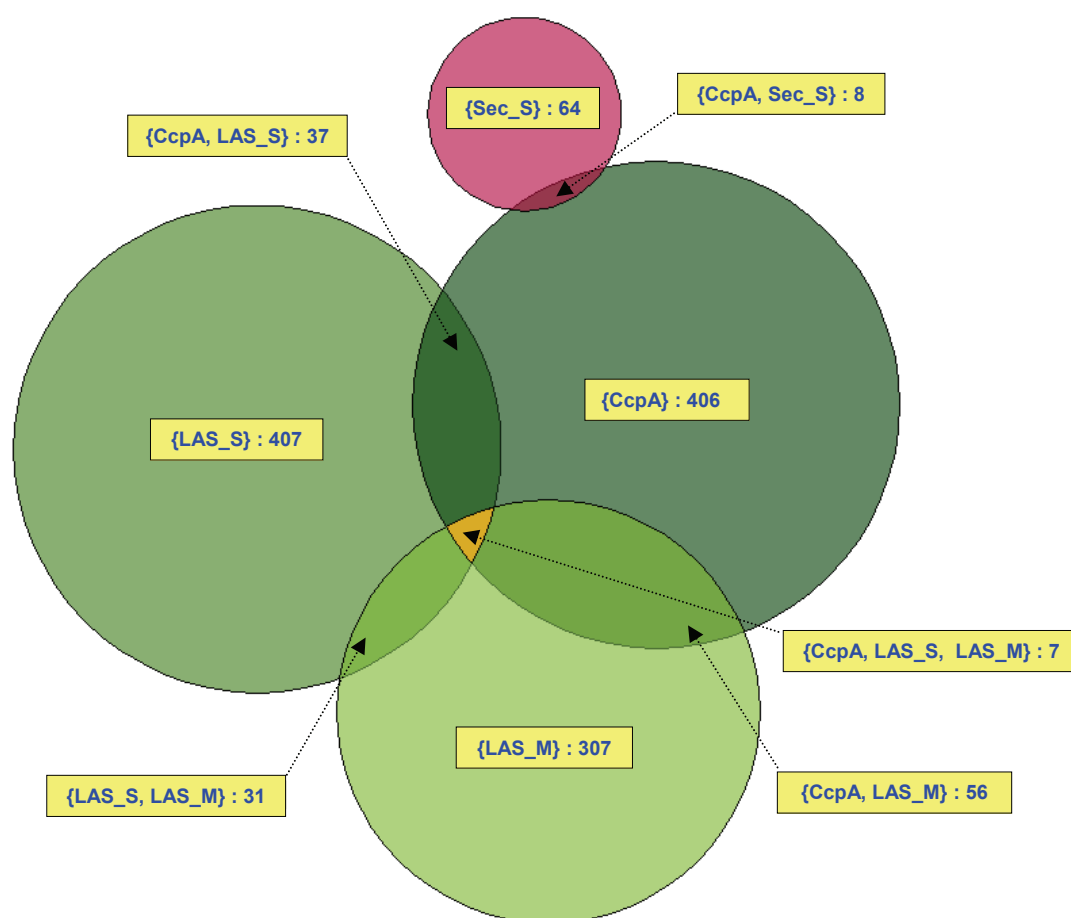 {Sec_S} : 64
{CcpA, Sec_S} : 8
{CcpA, LAS_S} : 37
{CcpA} : 406
{LAS_S} : 407
{CcpA, LAS_S, LAS_M} : 7
{LAS_M} : 307
{LAS_S, LAS_M} : 31
{CcpA, LAS_M} : 56